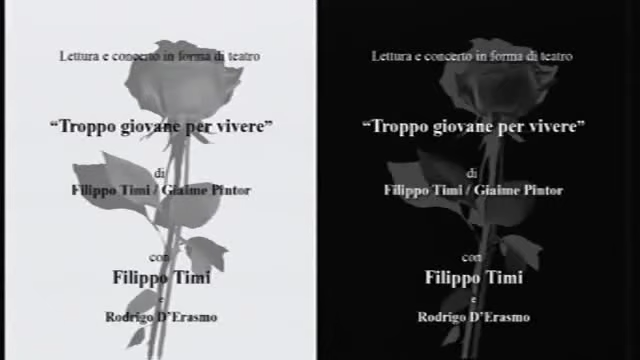 Lettura e concerto in forma di teatro
“Troppo giovane per vivere”
di
Filippo Timi / Giaime Pintor
con
Filippo Timi
e
Rodrigo D’Erasmo
Lettura e concerto in forma di teatro
“Troppo giovane per vivere”
di
Filippo Timi / Giaime Pintor
con
Filippo Timi
e
Rodrigo D’Erasmo